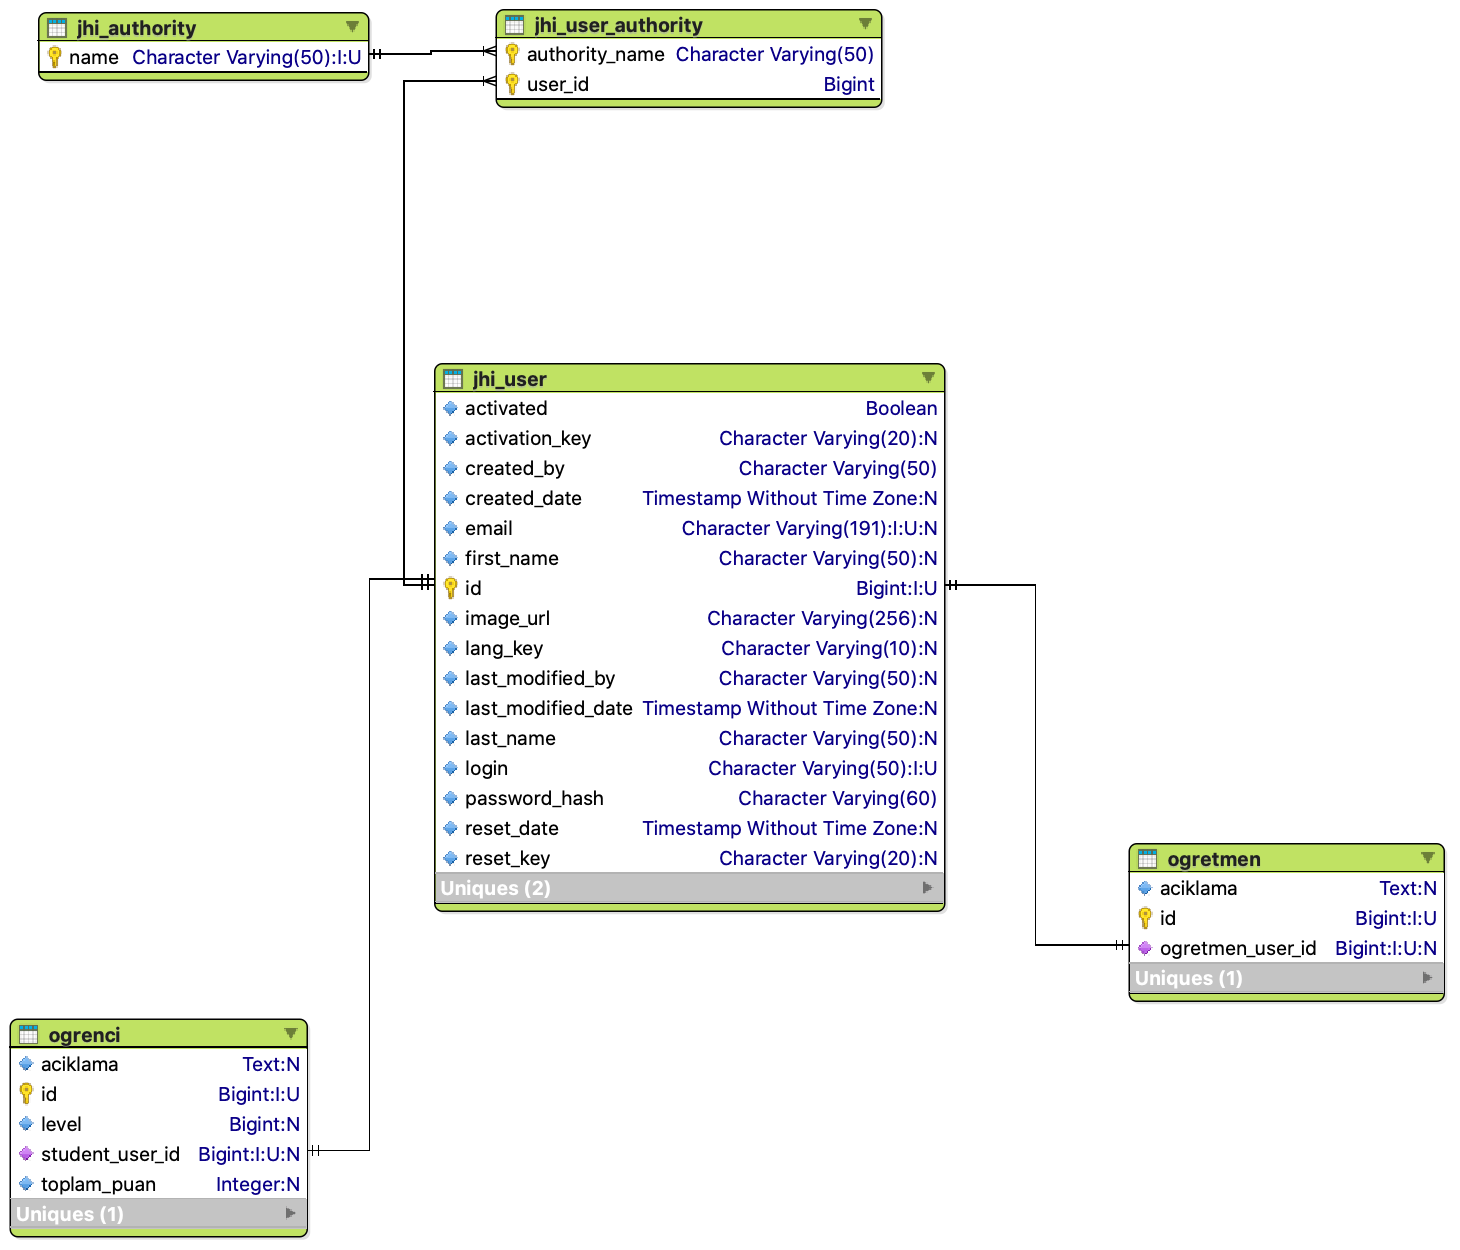 jhi_authority
name Character Varying(50):I:U
jhi_user_authority
authority_name Character Varying(50)
user_id Bigint
jhi_user
activated Boolean
activation_key Character Varying(20):N
created_by Character Varying(50)
created_date Timestamp Without Time Zone:N
email Character Varying(191):I:U:N
first_name Character Varying(50):N
id Bigint:I:U
image_url Character Varying(256):N
lang_key Character Varying(10):N
last_modified_by Character Varying(50):N
last_modified_date Timestamp Without Time Zone:N
last_name Character Varying(50):N
login Character Varying(50):I:U
password_hash Character Varying(60)
reset_date Timestamp Without Time Zone:N
reset_key Character Varying(20):N
Uniques (2)
ogretmen
aciklama Text:N
id Bigint:I:U
ogretmen_user_id Bigint:I:U:N
Uniques (1)
ogrenci
aciklama Text:N
id Bigint:I:U
level Bigint:N
student_user_id Bigint:I:U:N
toplam_puan Integer:N
Uniques (1)